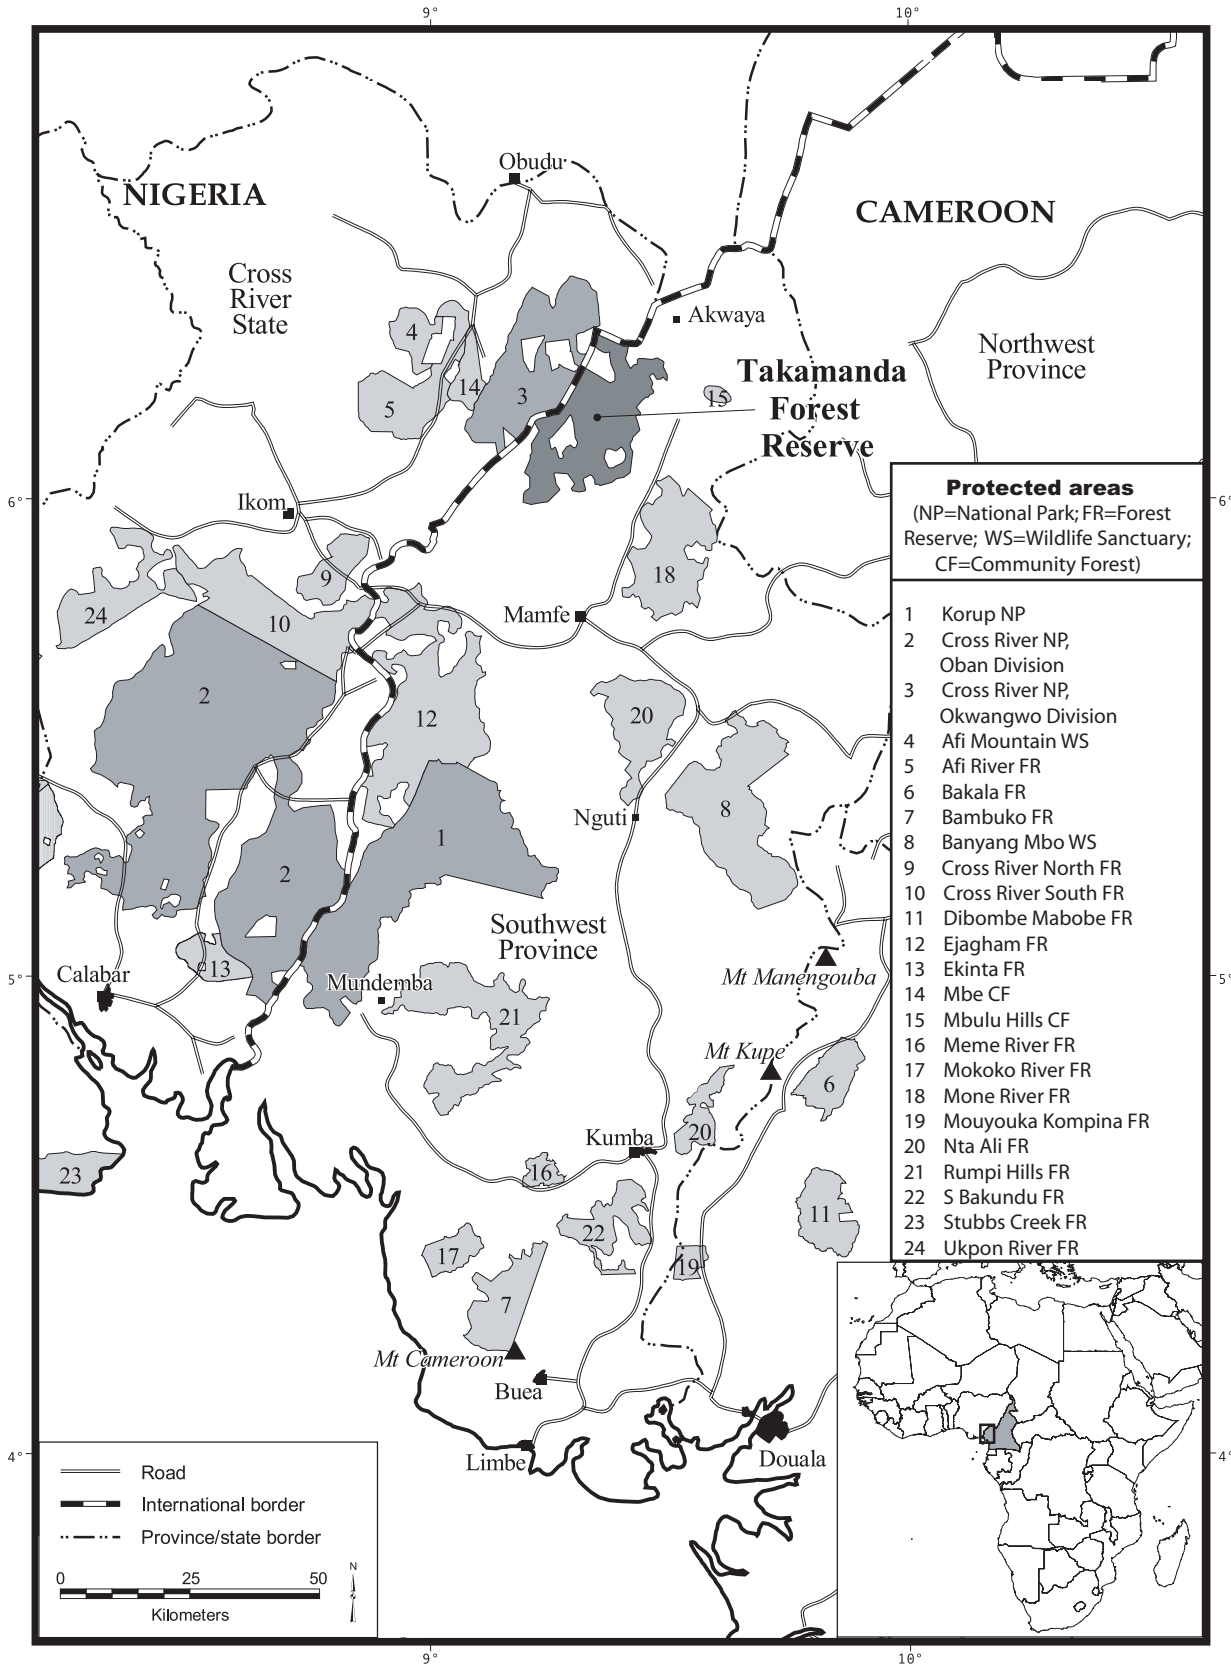 9°
10°
Obudu
NIGERIA
CAMEROON
Cross
River
State
Akwaya
4
Northwest
Province
Takamanda
Forest
Reserve
14
3
5
15
6°
6°
Ikom
Protected areas
(NP=National Park; FR=Forest
Reserve; WS=Wildlife Sanctuary;
CF=Community Forest)
1 Korup NP
2 Cross River NP,
Oban Division
3 Cross River NP,
Okwangwo Division
4 Afi Mountain WS
5 Afi River FR
6 Bakala FR
7 Bambuko FR
8 Banyang Mbo WS
9 Cross River North FR
10 Cross River South FR
11 Dibombe Mabobe FR
12 Ejagham FR
13 Ekinta FR
14 Mbe CF
15 Mbulu Hills CF
16 Meme River FR
17 Mokoko River FR
18 Mone River FR
19 Mouyouka Kompina FR
20 Nta Ali FR
21 Rumpi Hills FR
22 S Bakundu FR
23 Stubbs Creek FR
24 Ukpon River FR
9
18
24
10
Mamfe
2
12
20
8
Nguti
1
2
Southwest
Province
13
Calabar
Mundemba
Mt Manengouba
5°
5°
21
Mt Kupe
6
20
Kumba
23
16
11
22
17
19
7
Mt Cameroon
Buea
Limbe
Douala
4°
4°
Road
International border
Province/state border
0 25 50
Kilometers
N
9°
10°